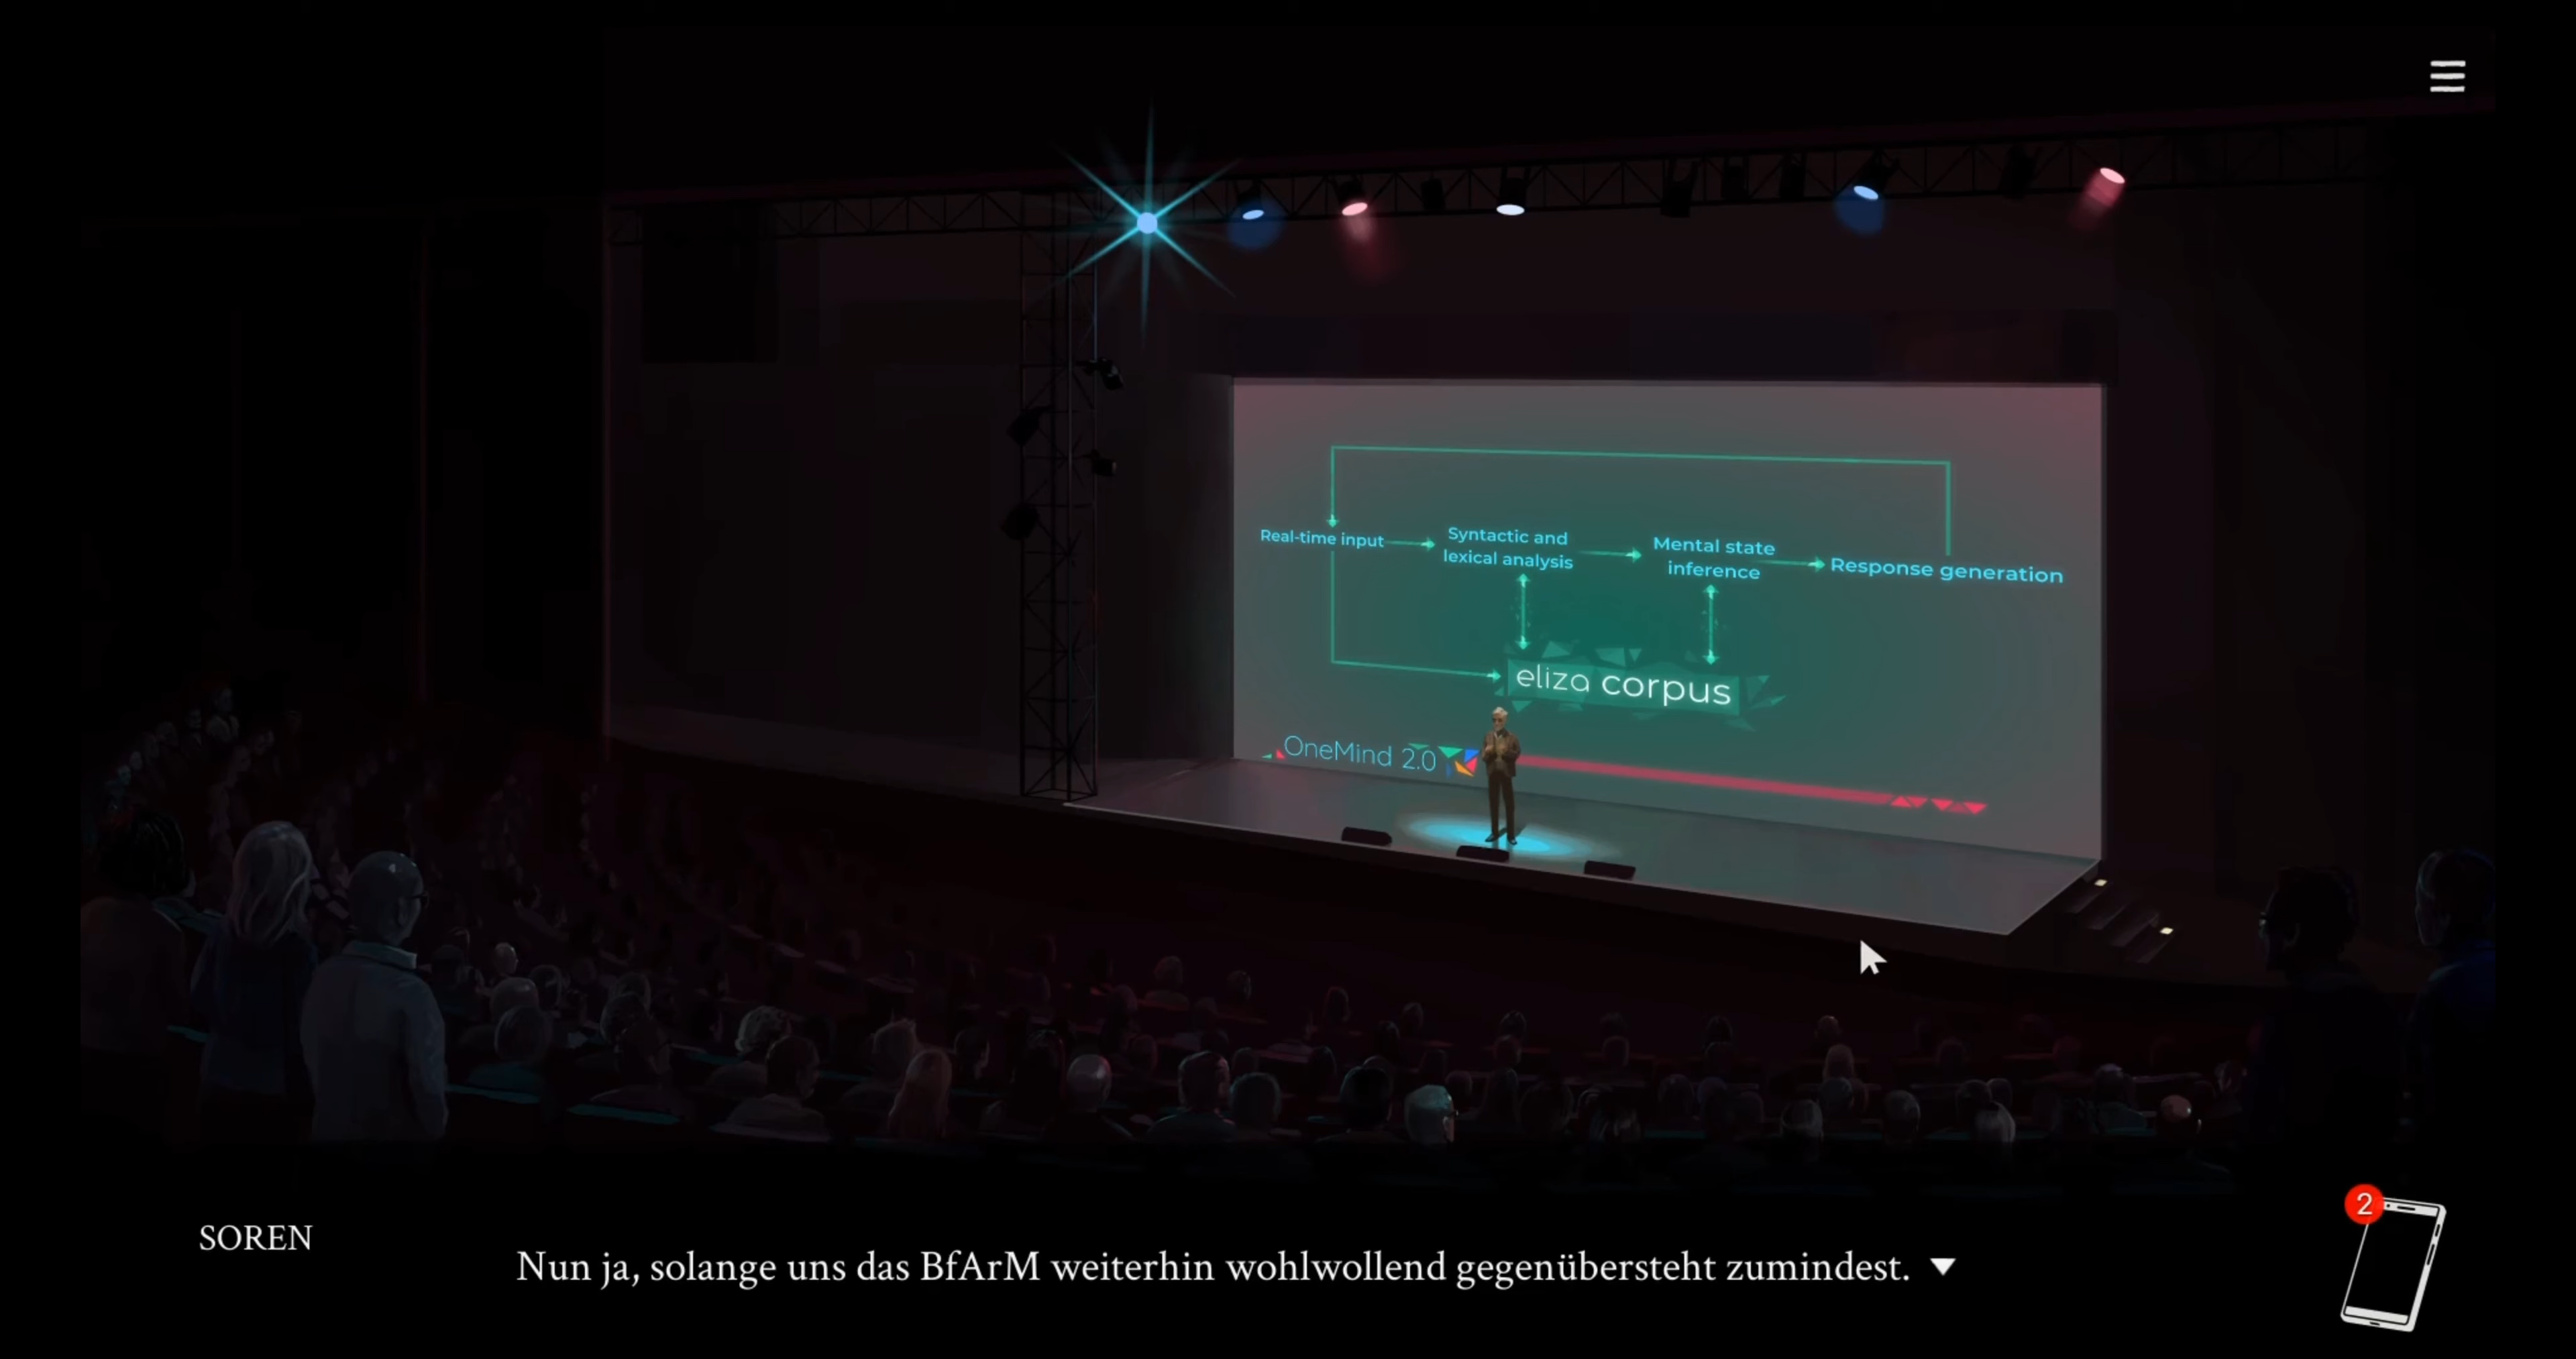 Real-time input
Syntactic and
lexical analysis
Mental state
inference
Response generation
eliza corpus
OneMind 2.0
SOREN
Nun ja, solange uns das BfArM weiterhin wohlwollend gegenübersteht zumindest.
2